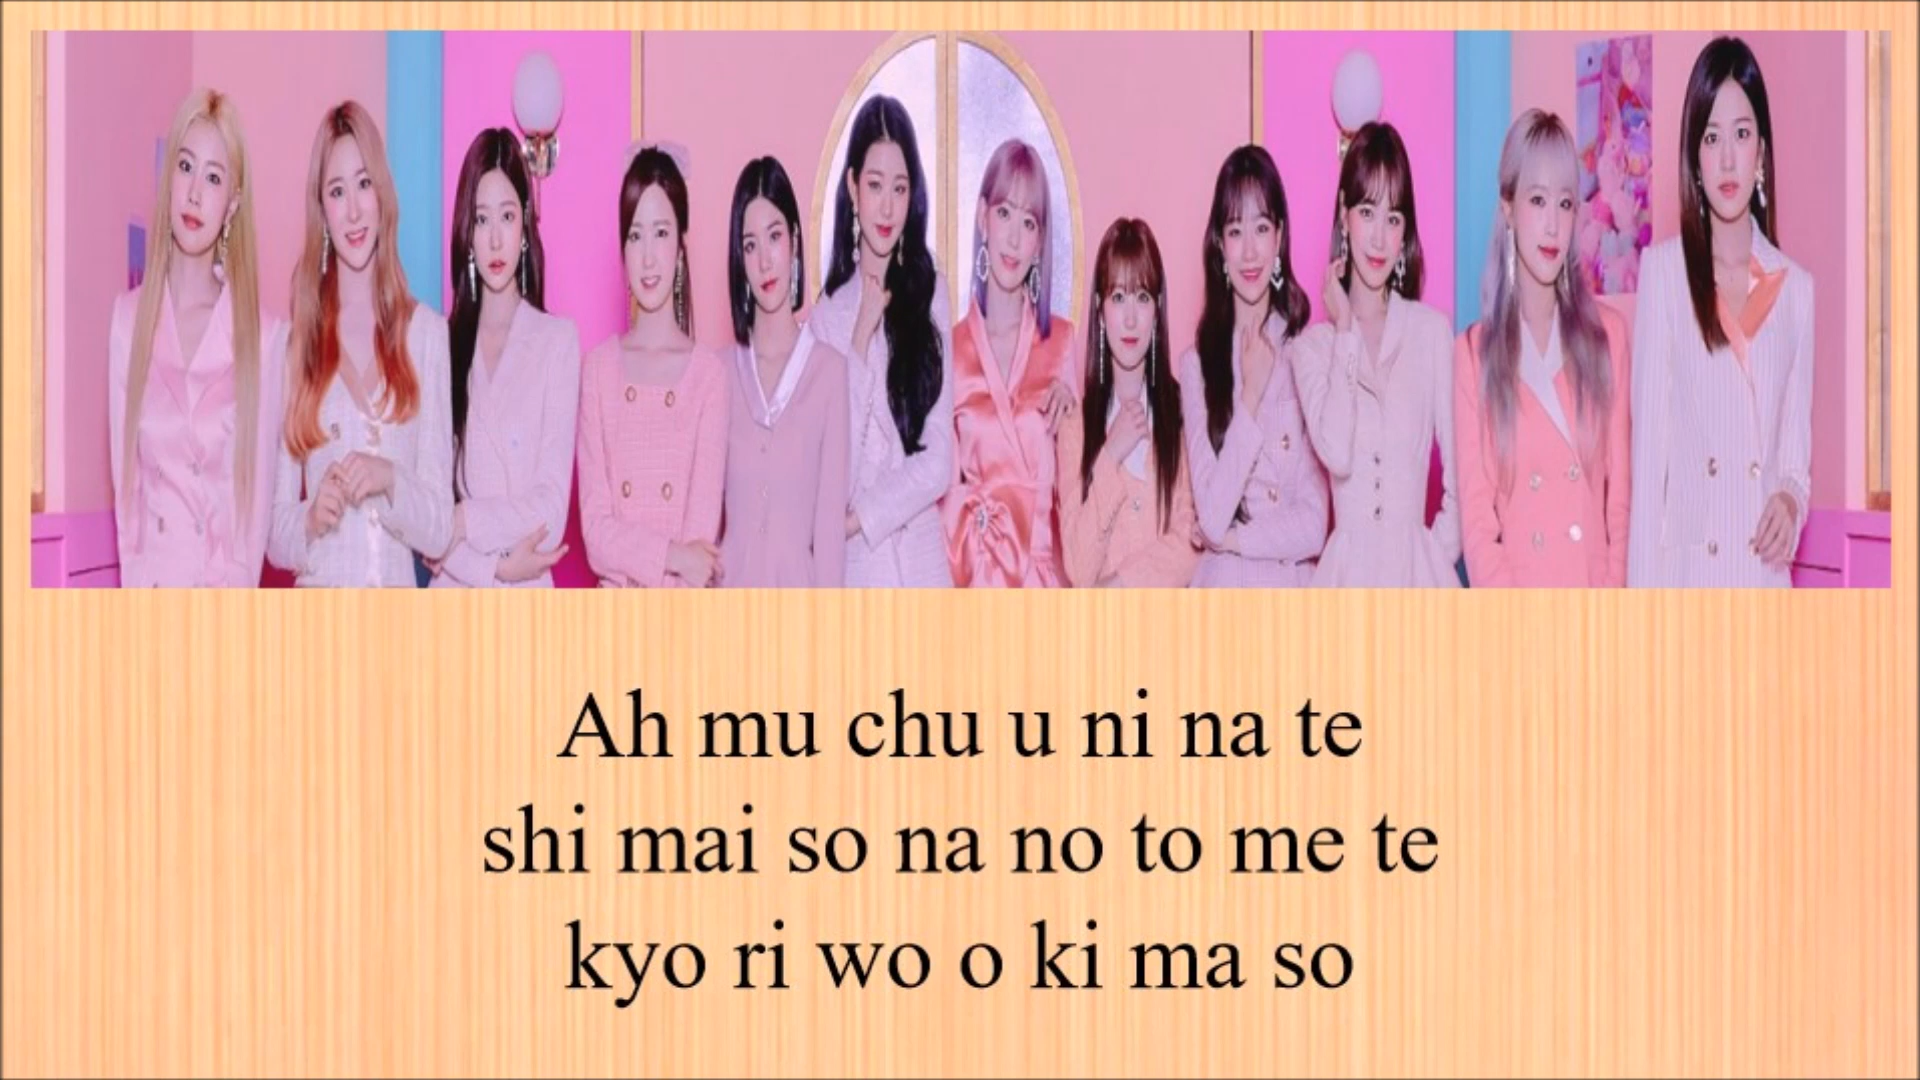 Ah mu chu u ni na te
shi mai so na no to me te
kyo ri wo o ki ma so